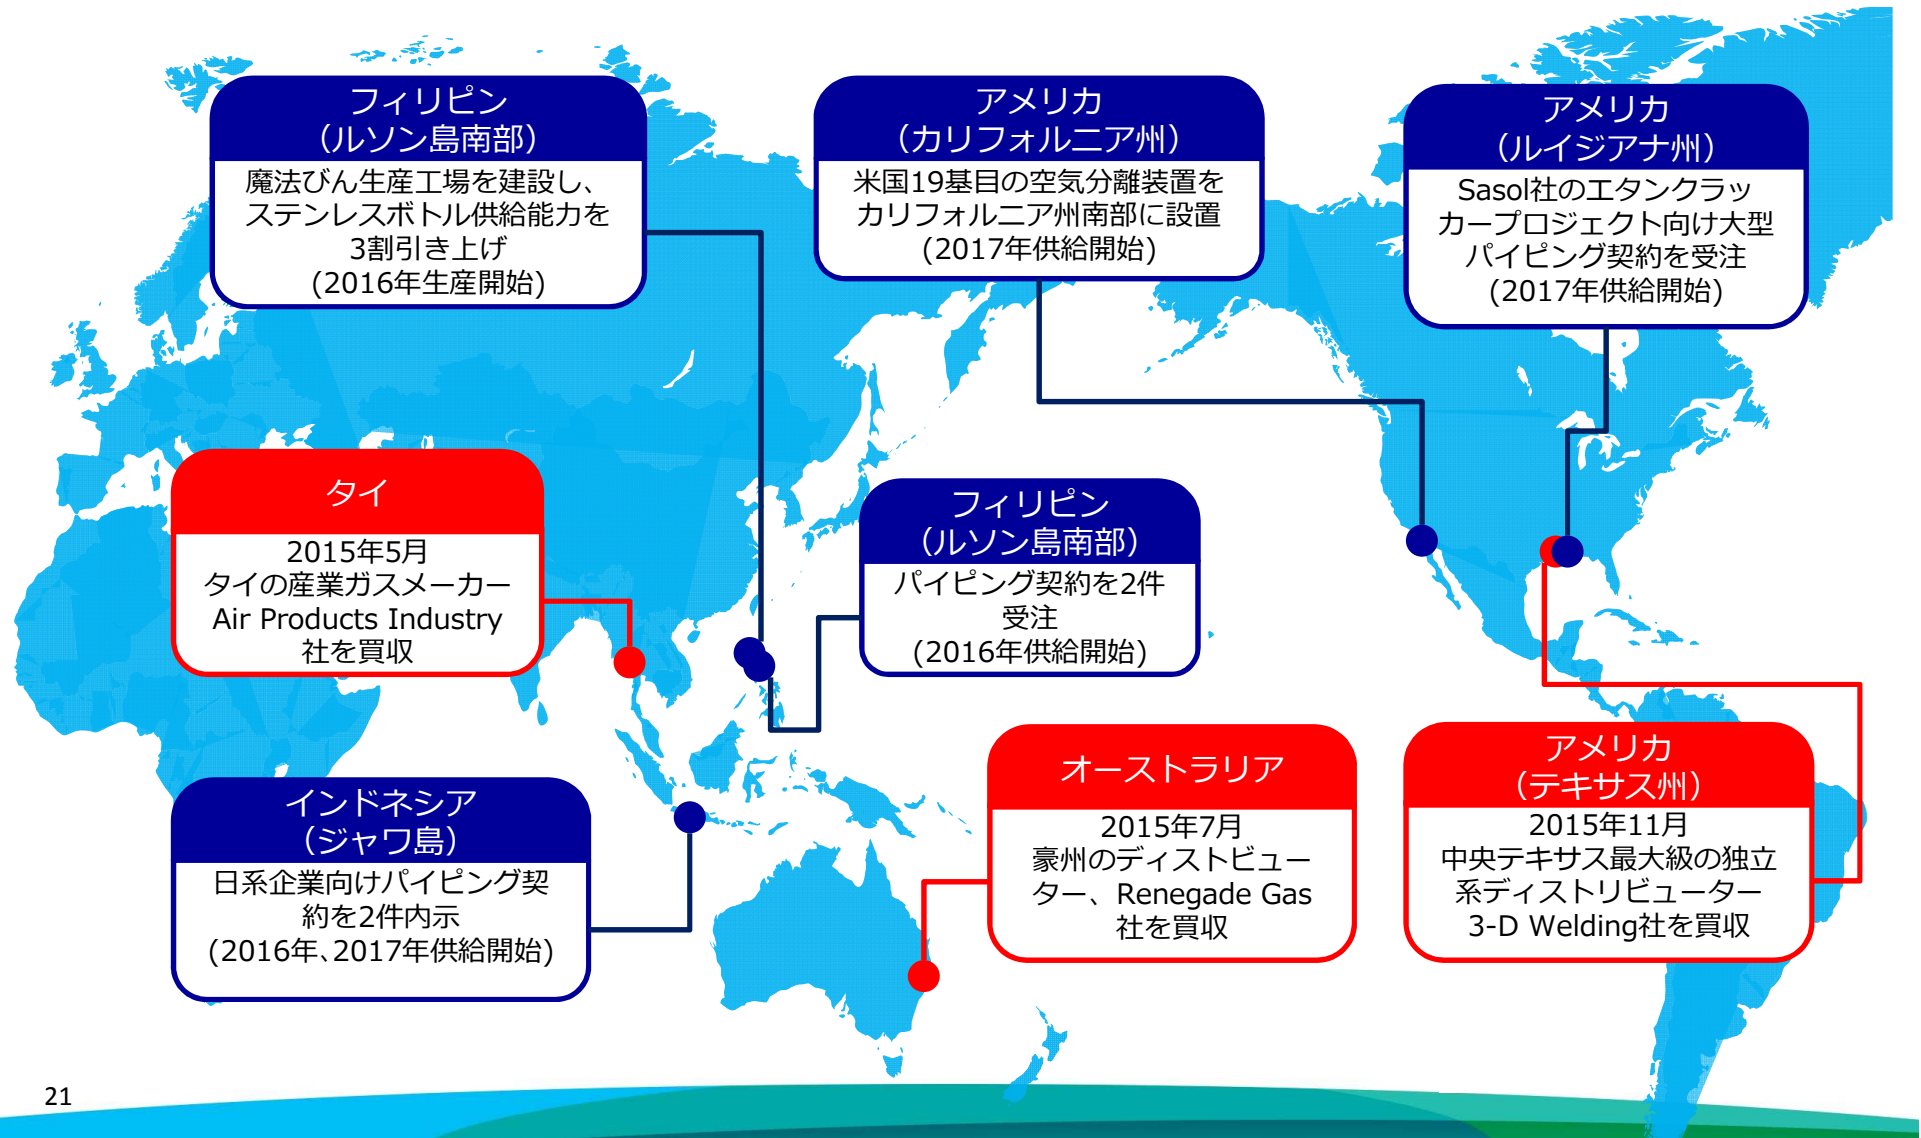 フィリピン
（ルソン島南部）
魔法びん生産工場を建設し、
ステンレスボトル供給能力を
3割引き上げ
(2016年生産開始)
アメリカ
（カリフォルニア州）
米国19基目の空気分離装置を
カリフォルニア州南部に設置
(2017年供給開始)
アメリカ
（ルイジアナ州）
Sasol社のエタンクラッ
カープロジェクト向け大型
パイピング契約を受注
(2017年供給開始)
タイ
2015年5月
タイの産業ガスメーカー
Air Products Industry
社を買収
フィリピン
（ルソン島南部）
パイピング契約を2件
受注
(2016年供給開始)
インドネシア
（ジャワ島）
日系企業向けパイピング契
約を2件内示
(2016年、2017年供給開始)
オーストラリア
2015年7月
豪州のディストビュー
ター、Renegade Gas
社を買収
アメリカ
（テキサス州）
2015年11月
中央テキサス最大級の独立
系ディストリビューター
3-D Welding社を買収
21